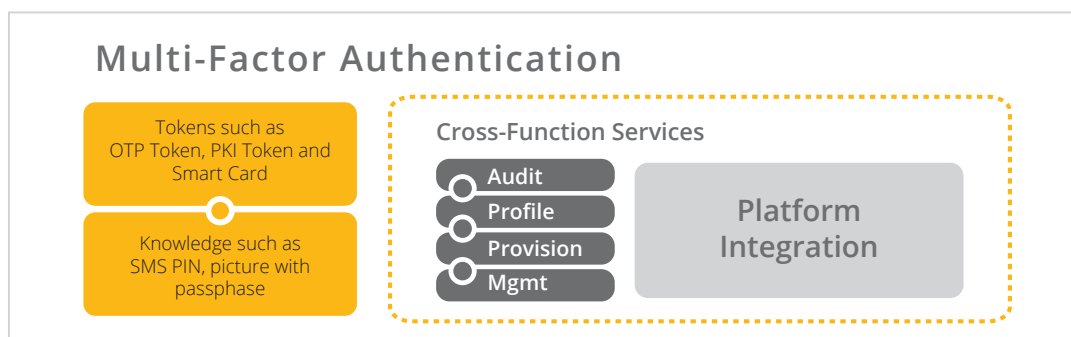 Multi-Factor Authentication
Tokens such as
OTP Token, PKI Token and
Smart Card
Knowledge such as
SMS PIN, picture with
passphase
Cross-Function Services
Audit
Profile
Provision
Mgmt
Platform
Integration